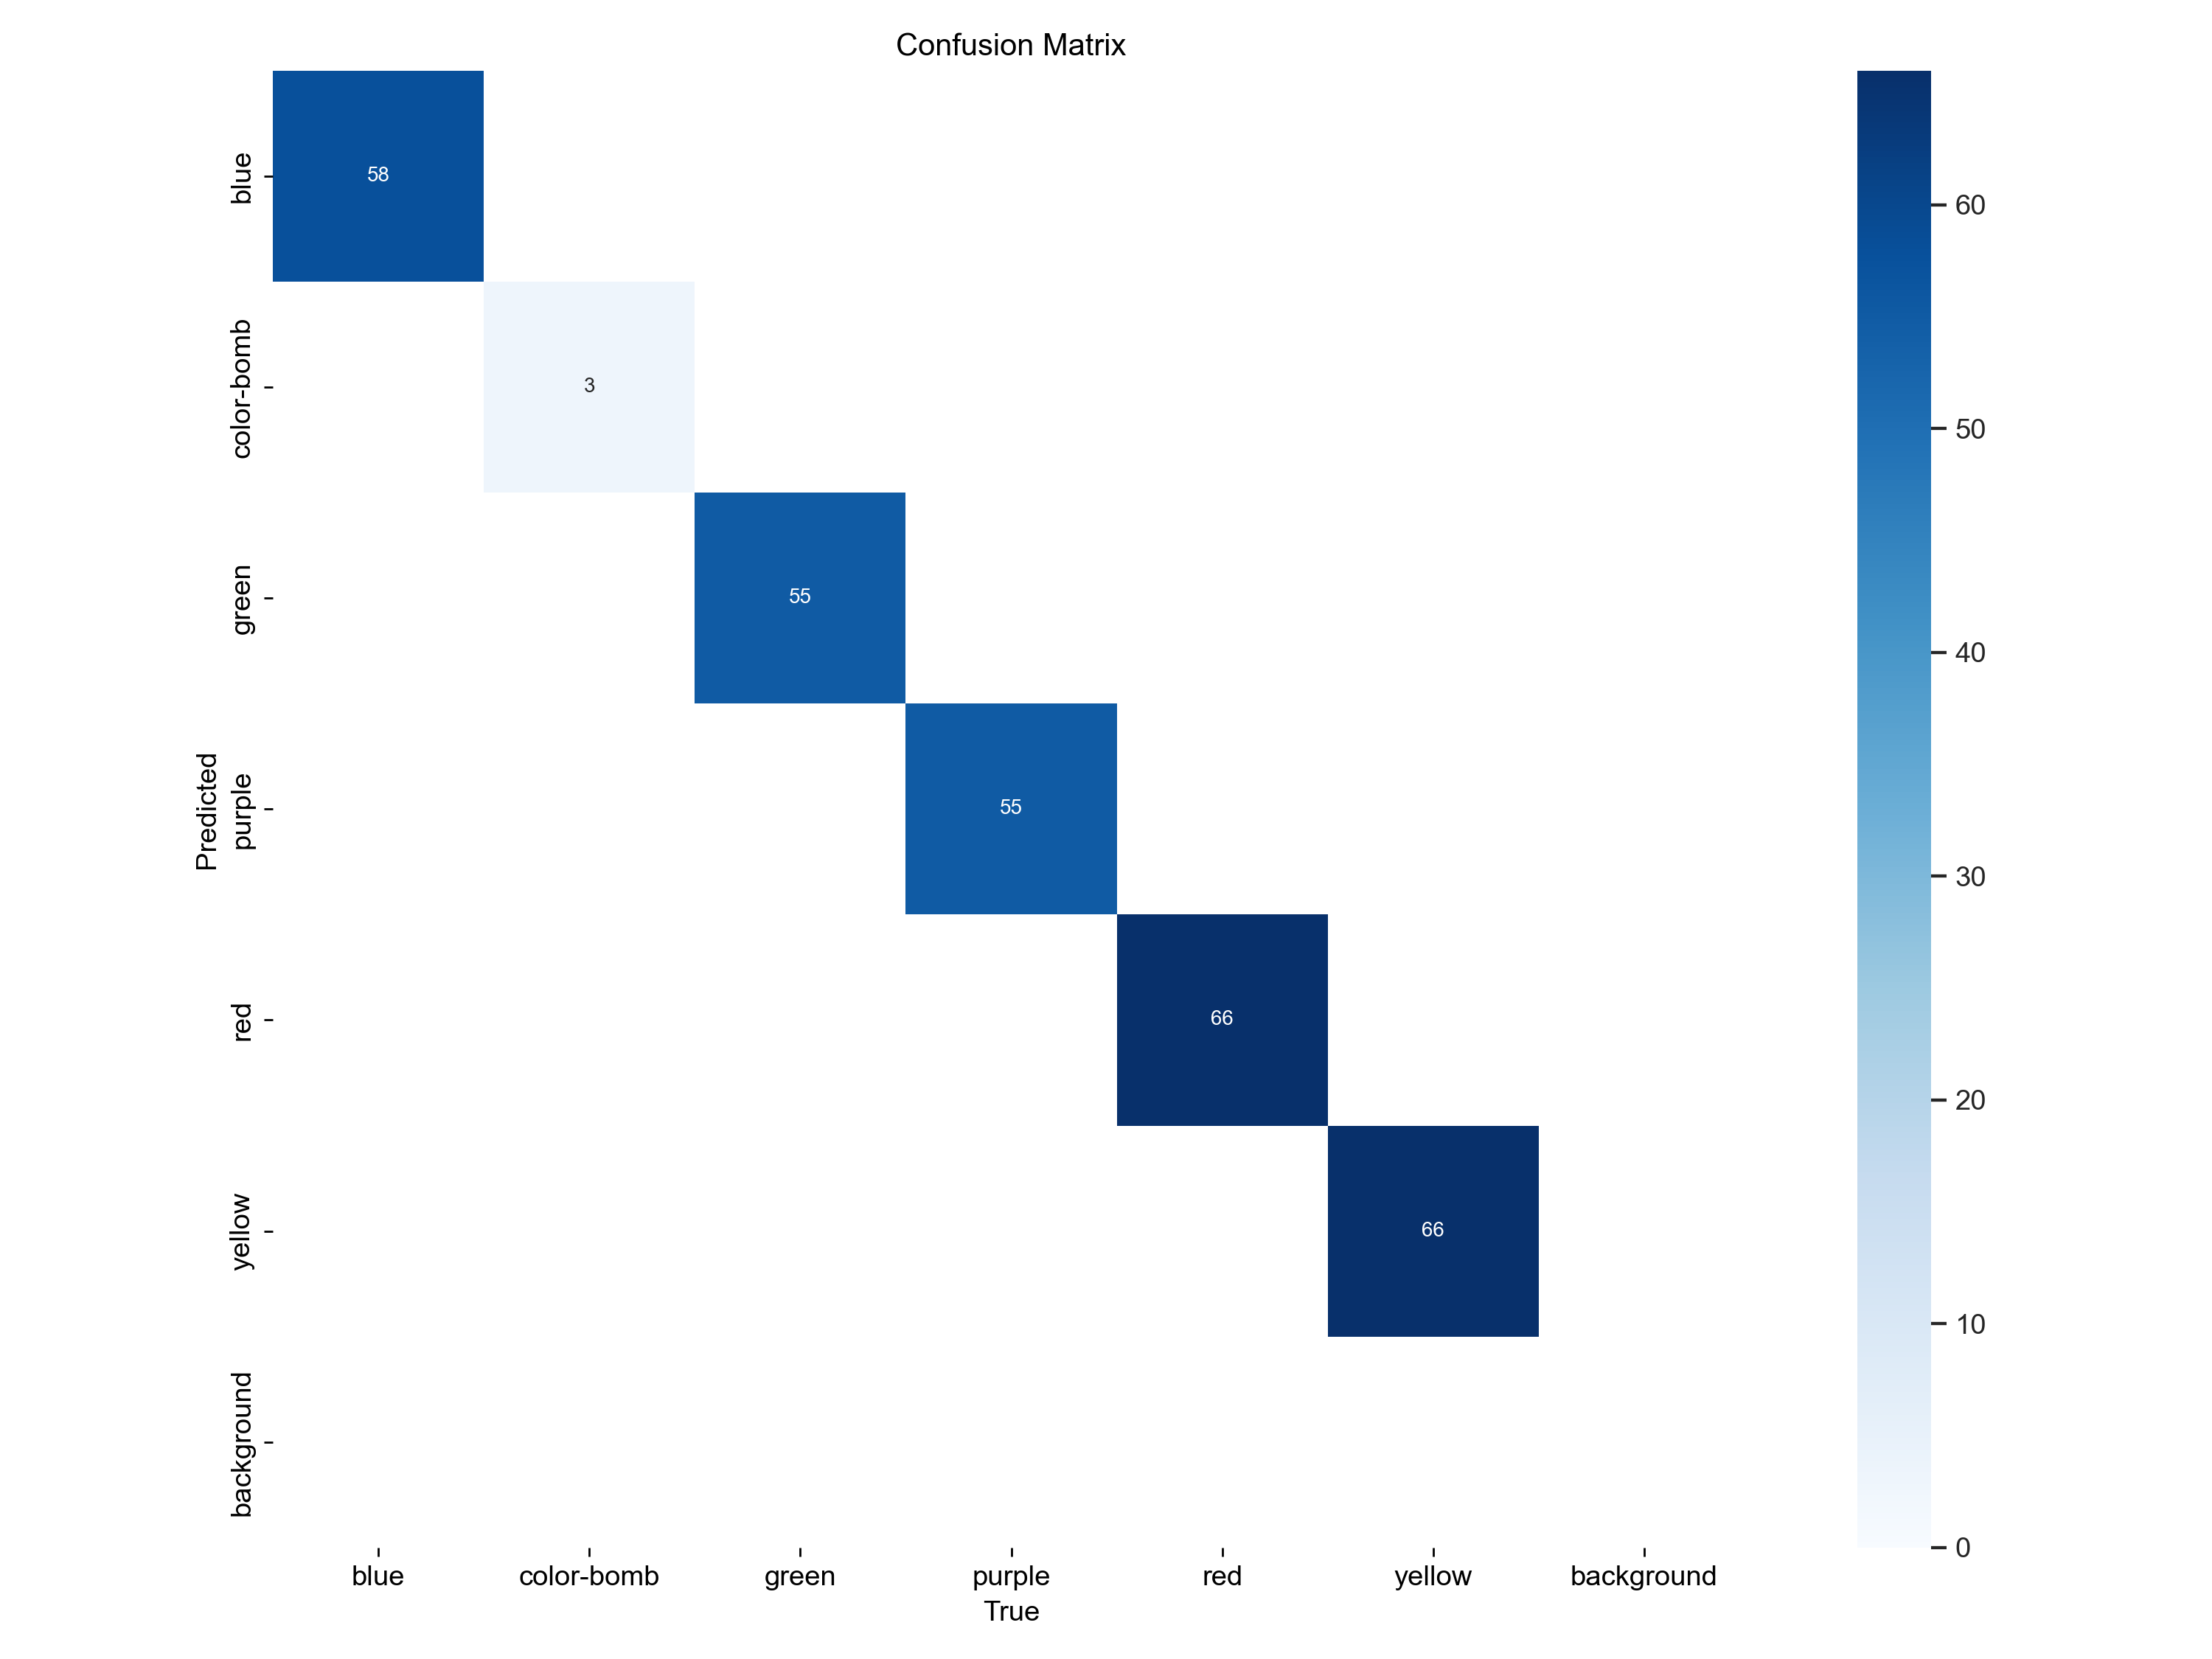 Confusion Matrix
blue
color-bomb
green
purple
red
yellow
background
Predicted
58
3
55
55
66
66
blue color-bomb green purple red yellow background
True
60
50
40
30
20
10
0